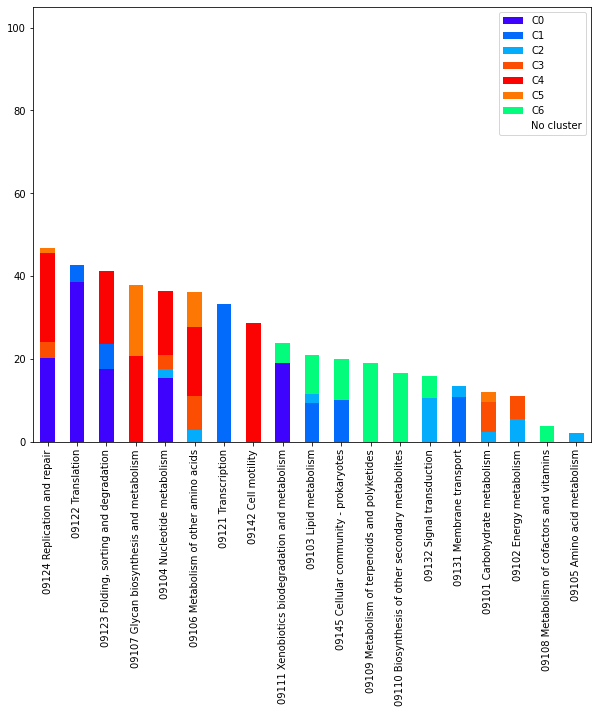 100
80
60
40
20
0
C0
C1
C2
C3
C4
C5
C6
No cluster
09124 Replication and repair
09122 Translation
09123 Folding, sorting and degradation
09107 Glycan biosynthesis and metabolism
09104 Nucleotide metabolism
09106 Metabolism of other amino acids
09121 Transcription
09142 Cell motility
09111 Xenobiotics biodegradation and metabolism
09103 Lipid metabolism
09145 Cellular community - prokaryotes
09109 Metabolism of terpenoids and polyketides
09110 Biosynthesis of other secondary metabolites
09132 Signal transduction
09131 Membrane transport
09101 Carbohydrate metabolism
09102 Energy metabolism
09108 Metabolism of cofactors and vitamins
09105 Amino acid metabolism